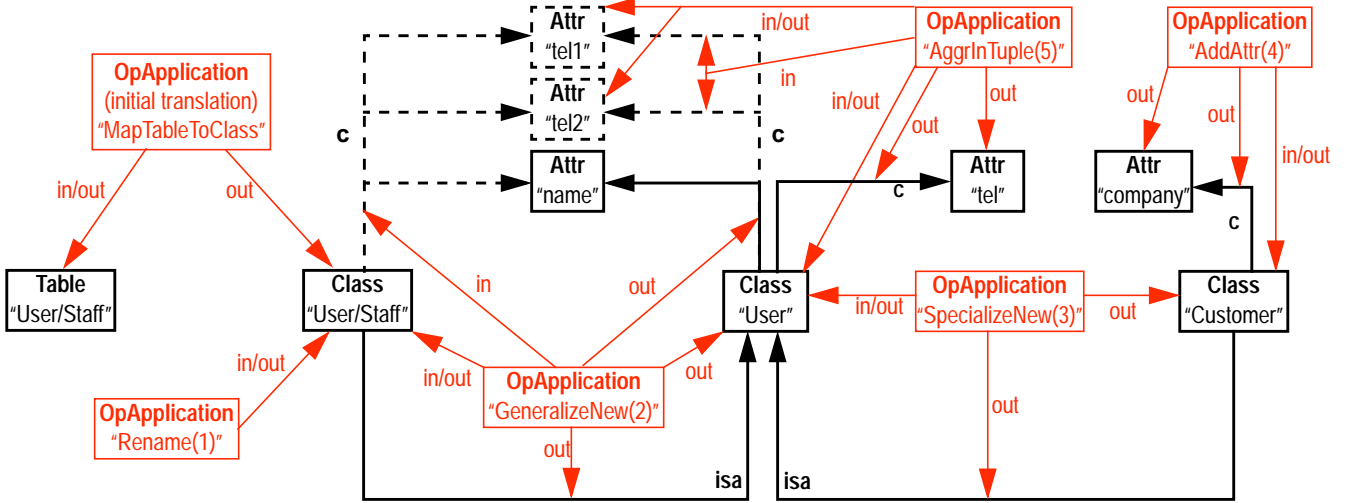 Attr
"tel1"
in/out
OpApplication
"AggrInTuple(5)"
OpApplication
"AddAttr(4)"
OpApplication
(initial translation)
"MapTableToClass"
c
Attr
"tel2"
in
c
in/out
out
out
out
out
in/out
in/out
out
Attr
"name"
c
Attr
"tel"
Attr
"company"
c
Table
"User/Staff"
Class
"User/Staff"
in
out
Class
"User"
in/out
OpApplication
"SpecializeNew(3)"
out
Class
"Customer"
in/out
OpApplication
"Rename(1)"
in/out
OpApplication
"GeneralizeNew(2)"
out
out
out
isa
isa